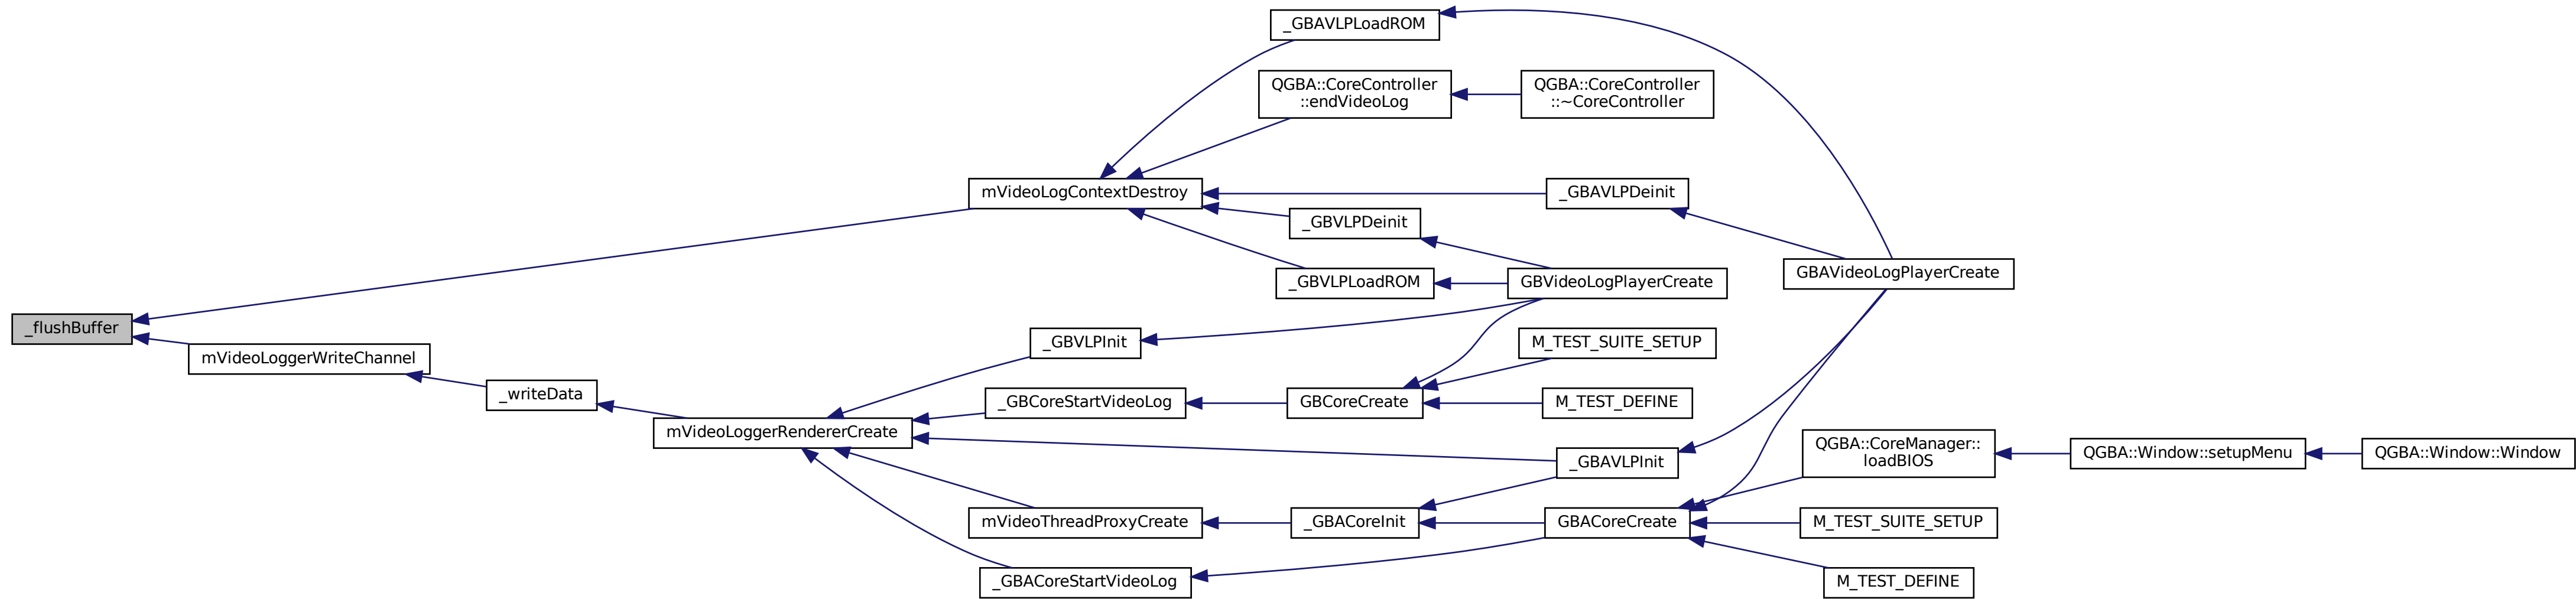 _GBAVLPLoadROM
QGBA::CoreController
::endVideoLog
QGBA::CoreController
::~CoreController
mVideoLogContextDestroy
_GBAVLPDeinit
_GBVLPDeinit
_GBVLPLoadROM
GBVideoLogPlayerCreate
GBAVideoLogPlayerCreate
_flushBuffer
mVideoLoggerWriteChannel
_writeData
mVideoLoggerRendererCreate
_GBVLPInit
M_TEST_SUITE_SETUP
_GBCoreStartVideoLog
GBCoreCreate
M_TEST_DEFINE
_GBAVLPInit
QGBA::CoreManager::
loadBIOS
QGBA::Window::setupMenu
QGBA::Window::Window
mVideoThreadProxyCreate
_GBACoreInit
GBACoreCreate
M_TEST_SUITE_SETUP
_GBACoreStartVideoLog
M_TEST_DEFINE